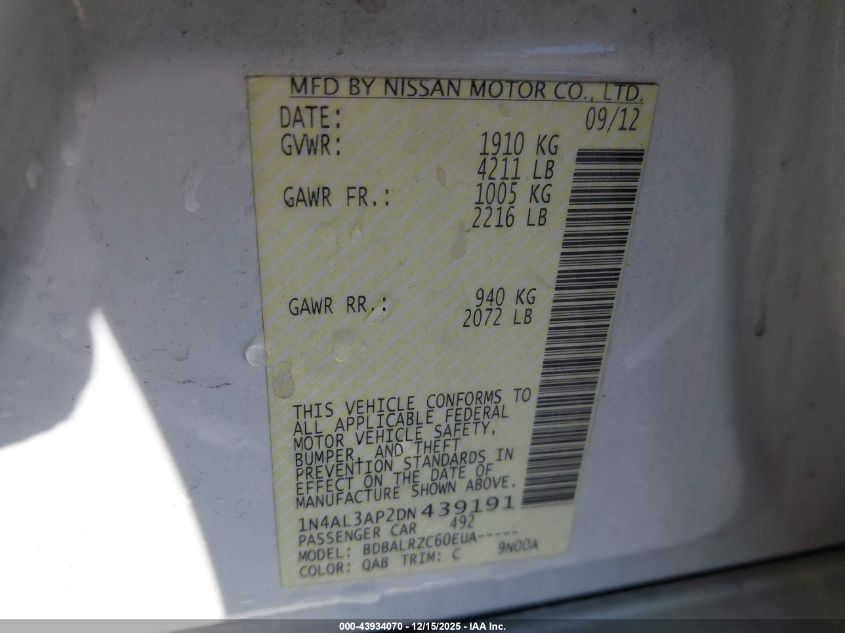 MFD BY NISSAN MOTOR CO., LTD.
DATE: 09/12
GVWR: 1910 KG
4211 LB
GAWR FR.: 1005 KG
2216 LB
GAWR RR.: 940 KG
2072 LB
THIS VEHICLE CONFORMS TO
ALL APPLICABLE FEDERAL
MOTOR VEHICLE SAFETY,
BUMPER, AND THEFT
PREVENTION STANDARDS IN
EFFECT ON THE DATE OF
MANUFACTURE SHOWN ABOVE.
1N4AL3AP2DN 439191
PASSENGER CAR 492
MODEL: BDBALRZC60EUA-----
COLOR: QAB TRIM: C 9N00A
000-43934070 - 12/15/2025 - IAA Inc.